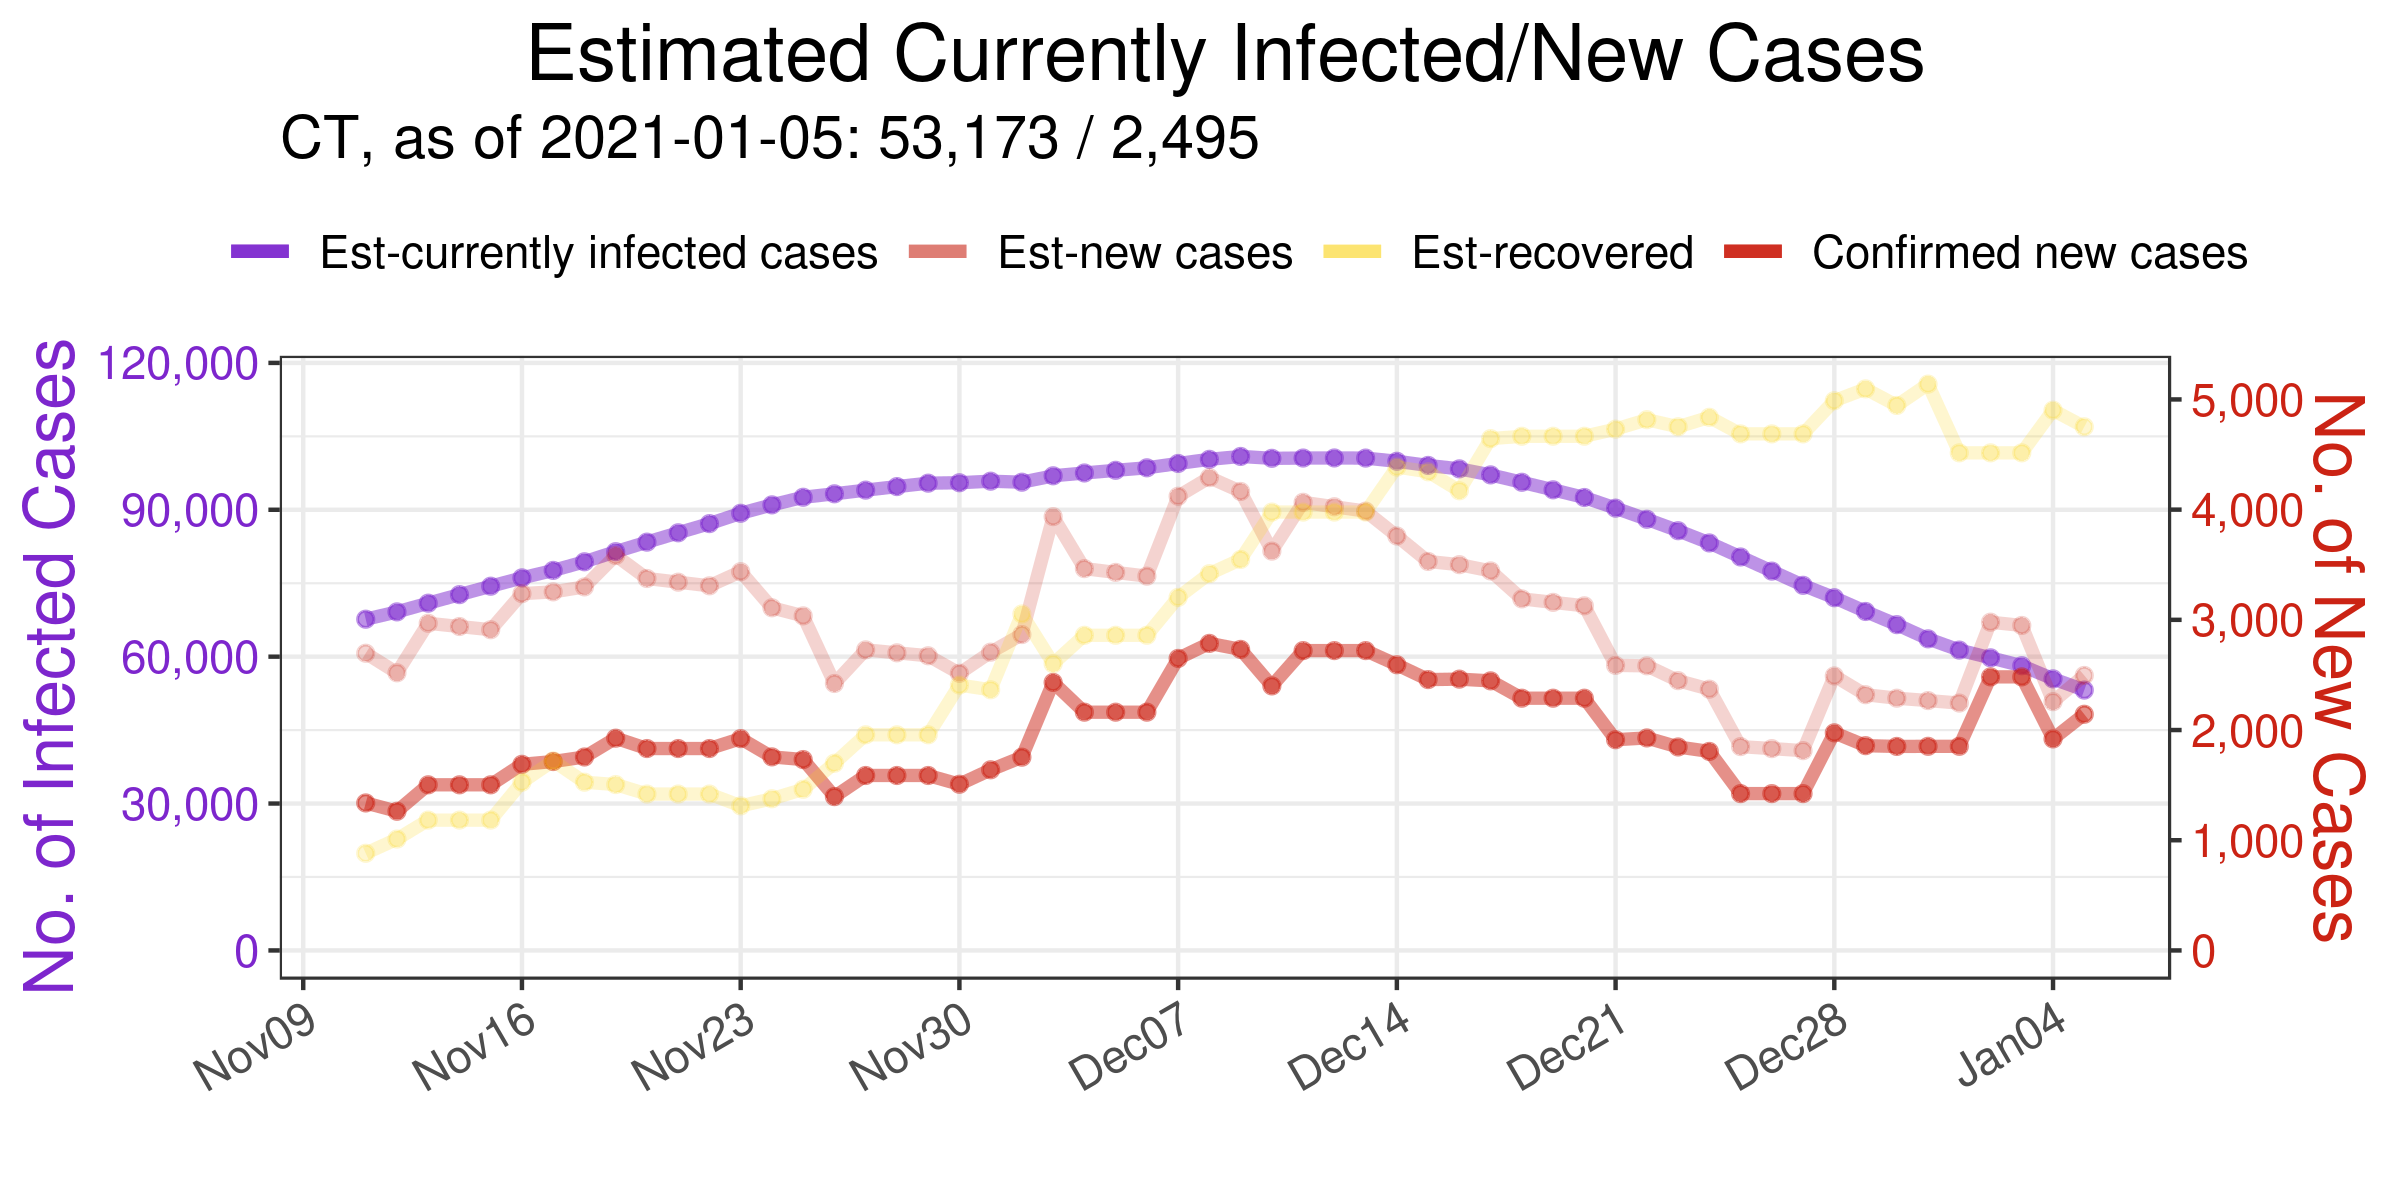 Estimated Currently Infected/New Cases
CT, as of 2021-01-05: 53,173 / 2,495
Est-currently infected cases Est-new cases Est-recovered Confirmed new cases
No. of Infected Cases
120,000
90,000
60,000
30,000
0
5,000
4,000
3,000
2,000
1,000
0
No. of New Cases
Nov09 Nov16 Nov23 Nov30 Dec07 Dec14 Dec21 Dec28 Jan04